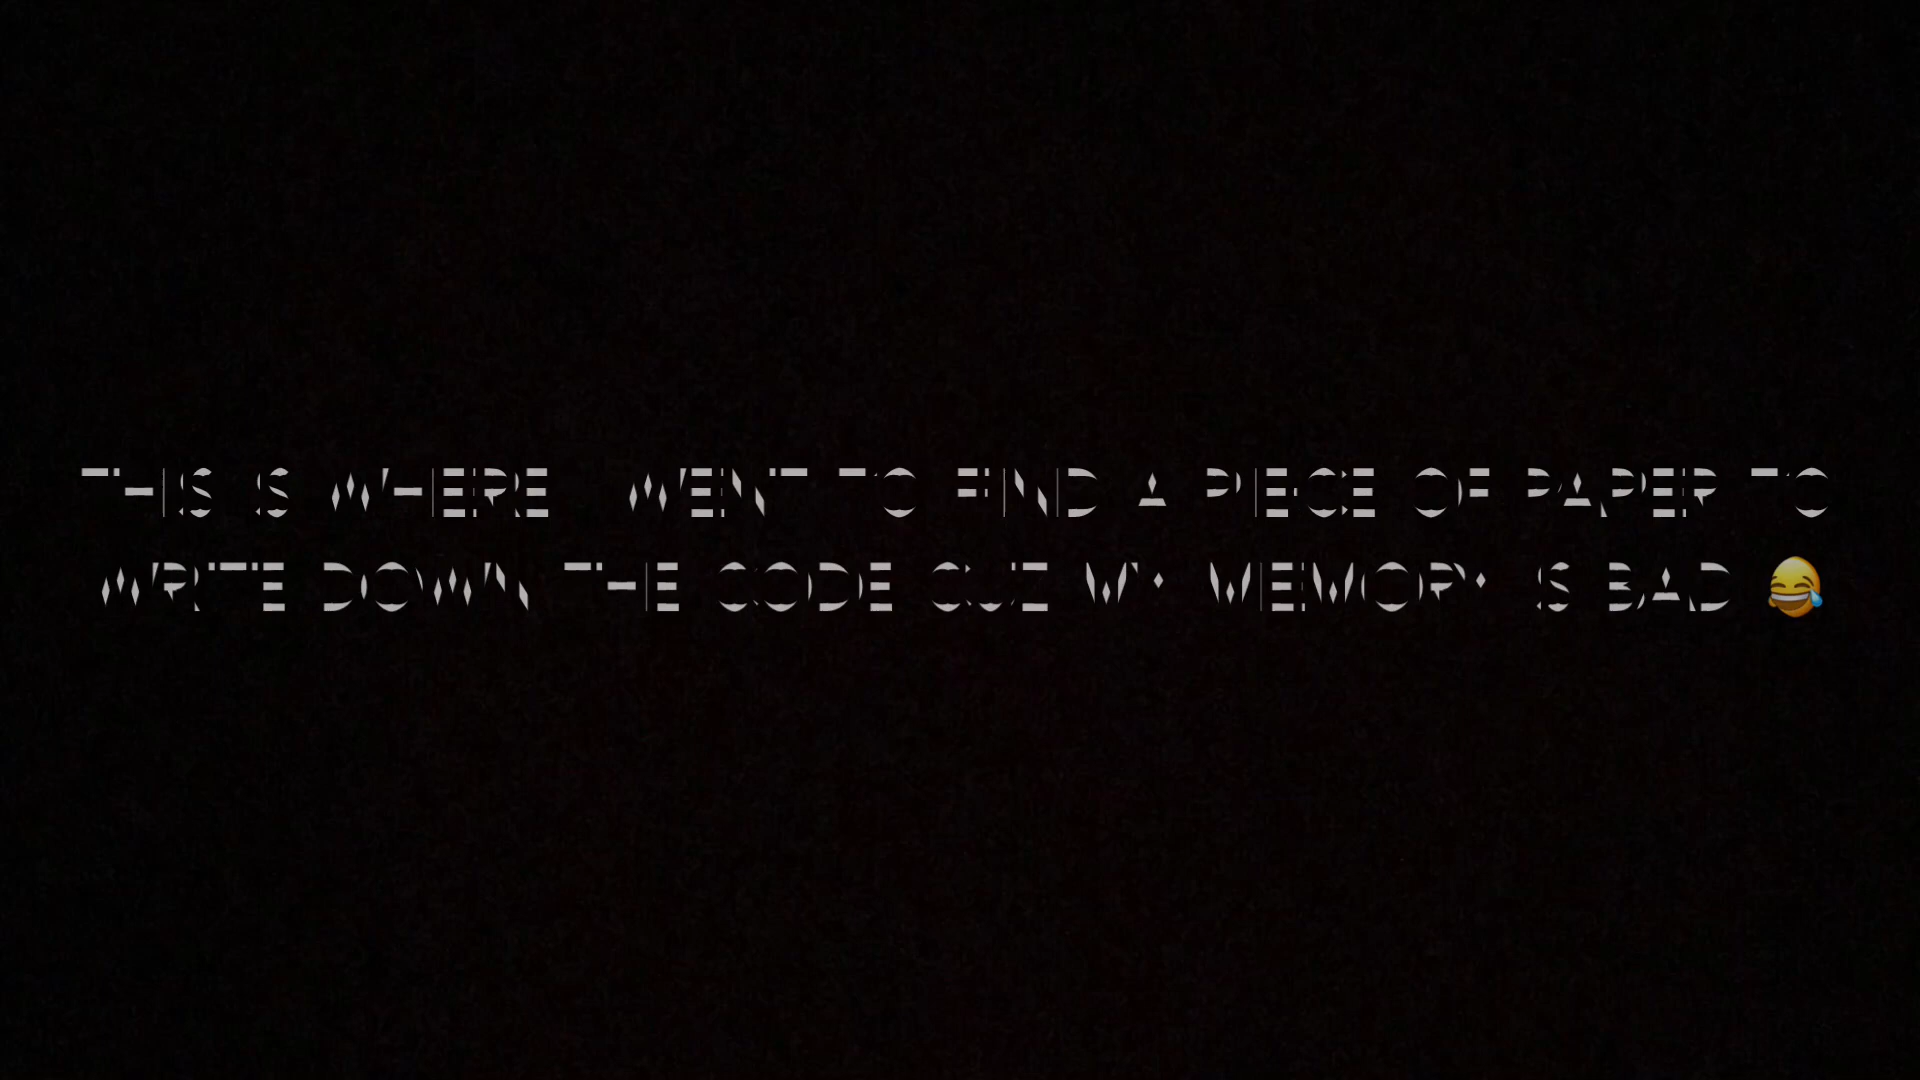 THIS IS WHERE I WENT TO FIND A PIECE OF PAPER TO
WRITE DOWN THE CODE CUZ MY MEMORY IS BAD 😂